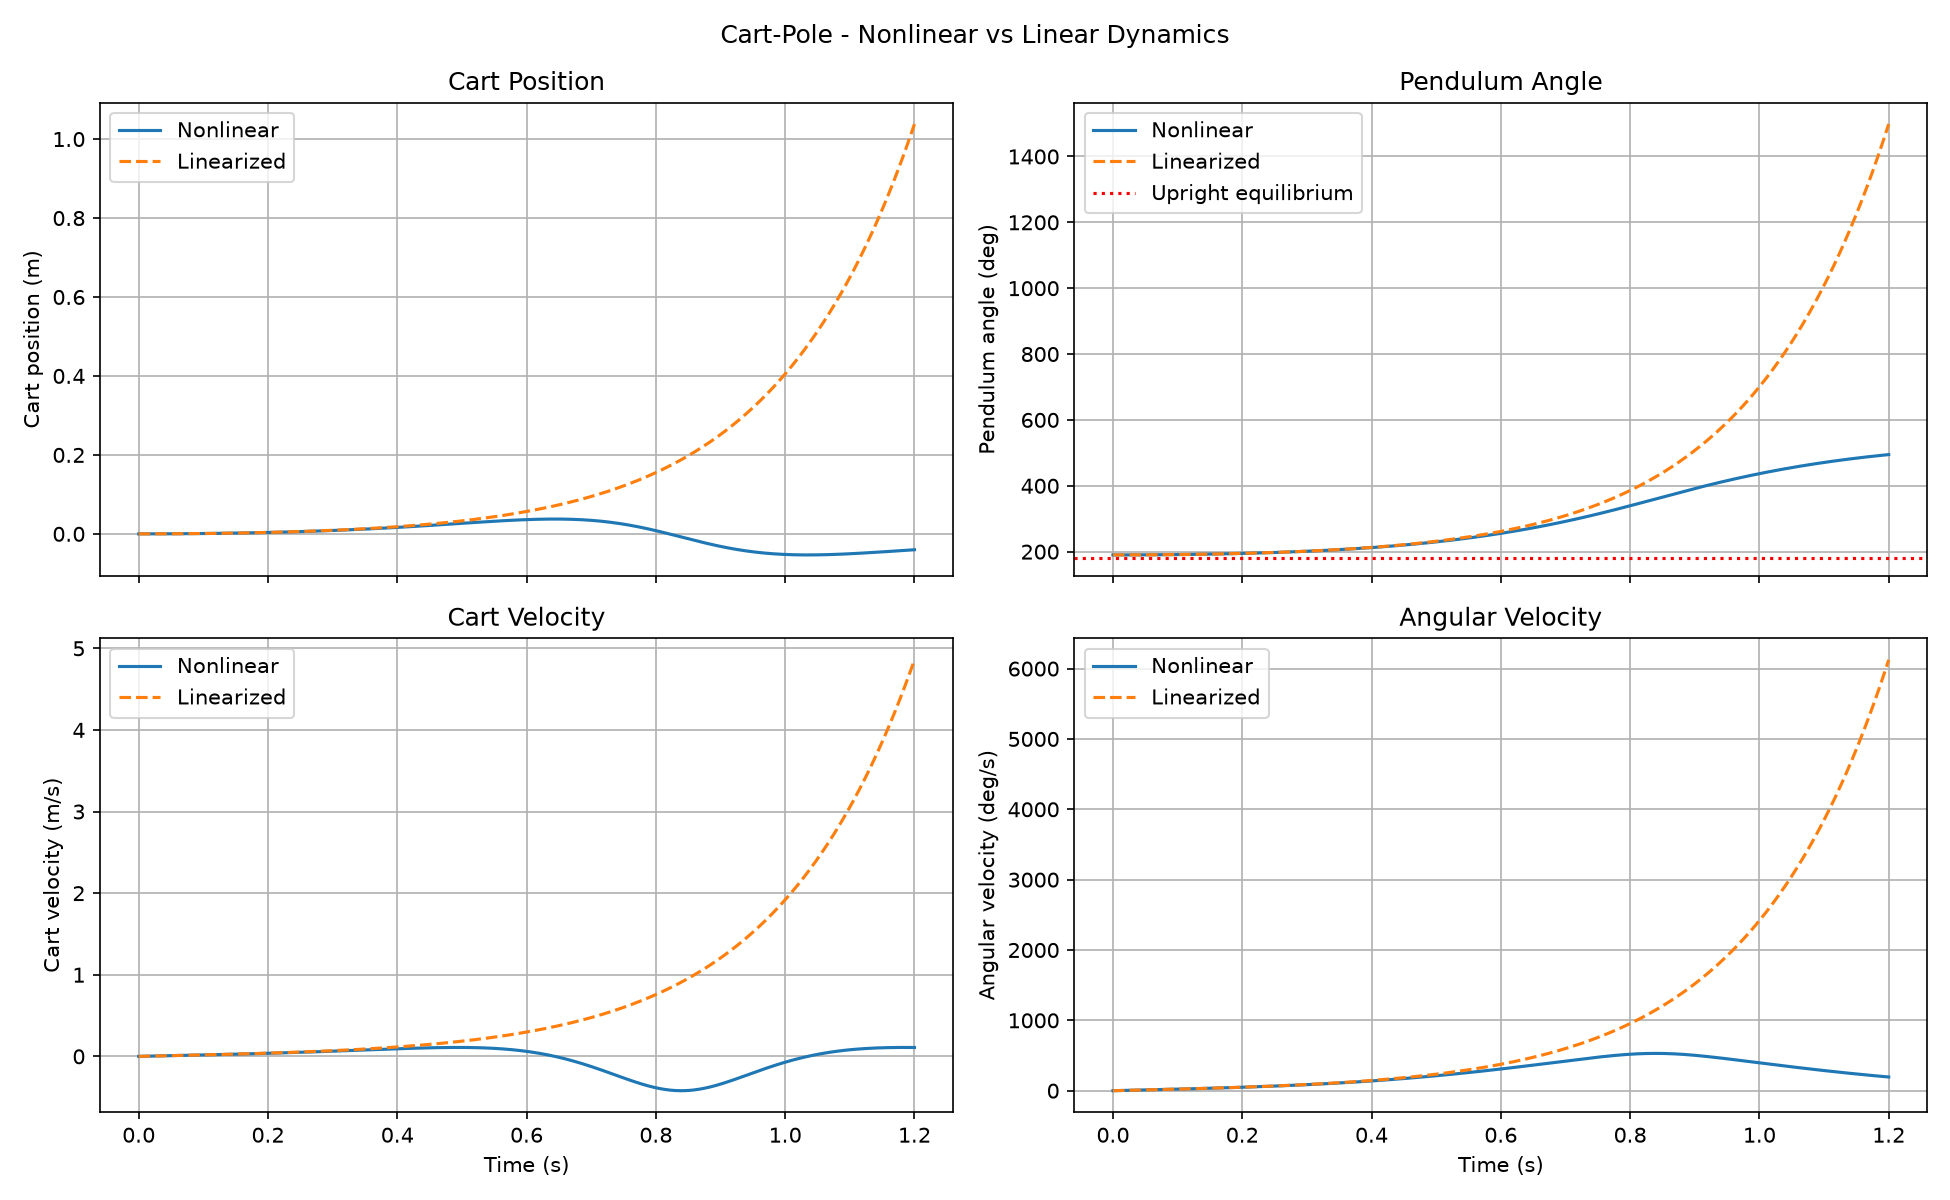 Cart-Pole - Nonlinear vs Linear Dynamics
Cart Position
Nonlinear
Linearized
Cart position (m)
1.0
0.8
0.6
0.4
0.2
0.0
Pendulum Angle
Nonlinear
Linearized
Upright equilibrium
Pendulum angle (deg)
1400
1200
1000
800
600
400
200
Cart Velocity
Nonlinear
Linearized
Cart velocity (m/s)
5
4
3
2
1
0
0.0 0.2 0.4 0.6 0.8 1.0 1.2
Time (s)
Angular Velocity
Nonlinear
Linearized
Angular velocity (deg/s)
6000
5000
4000
3000
2000
1000
0
0.0 0.2 0.4 0.6 0.8 1.0 1.2
Time (s)